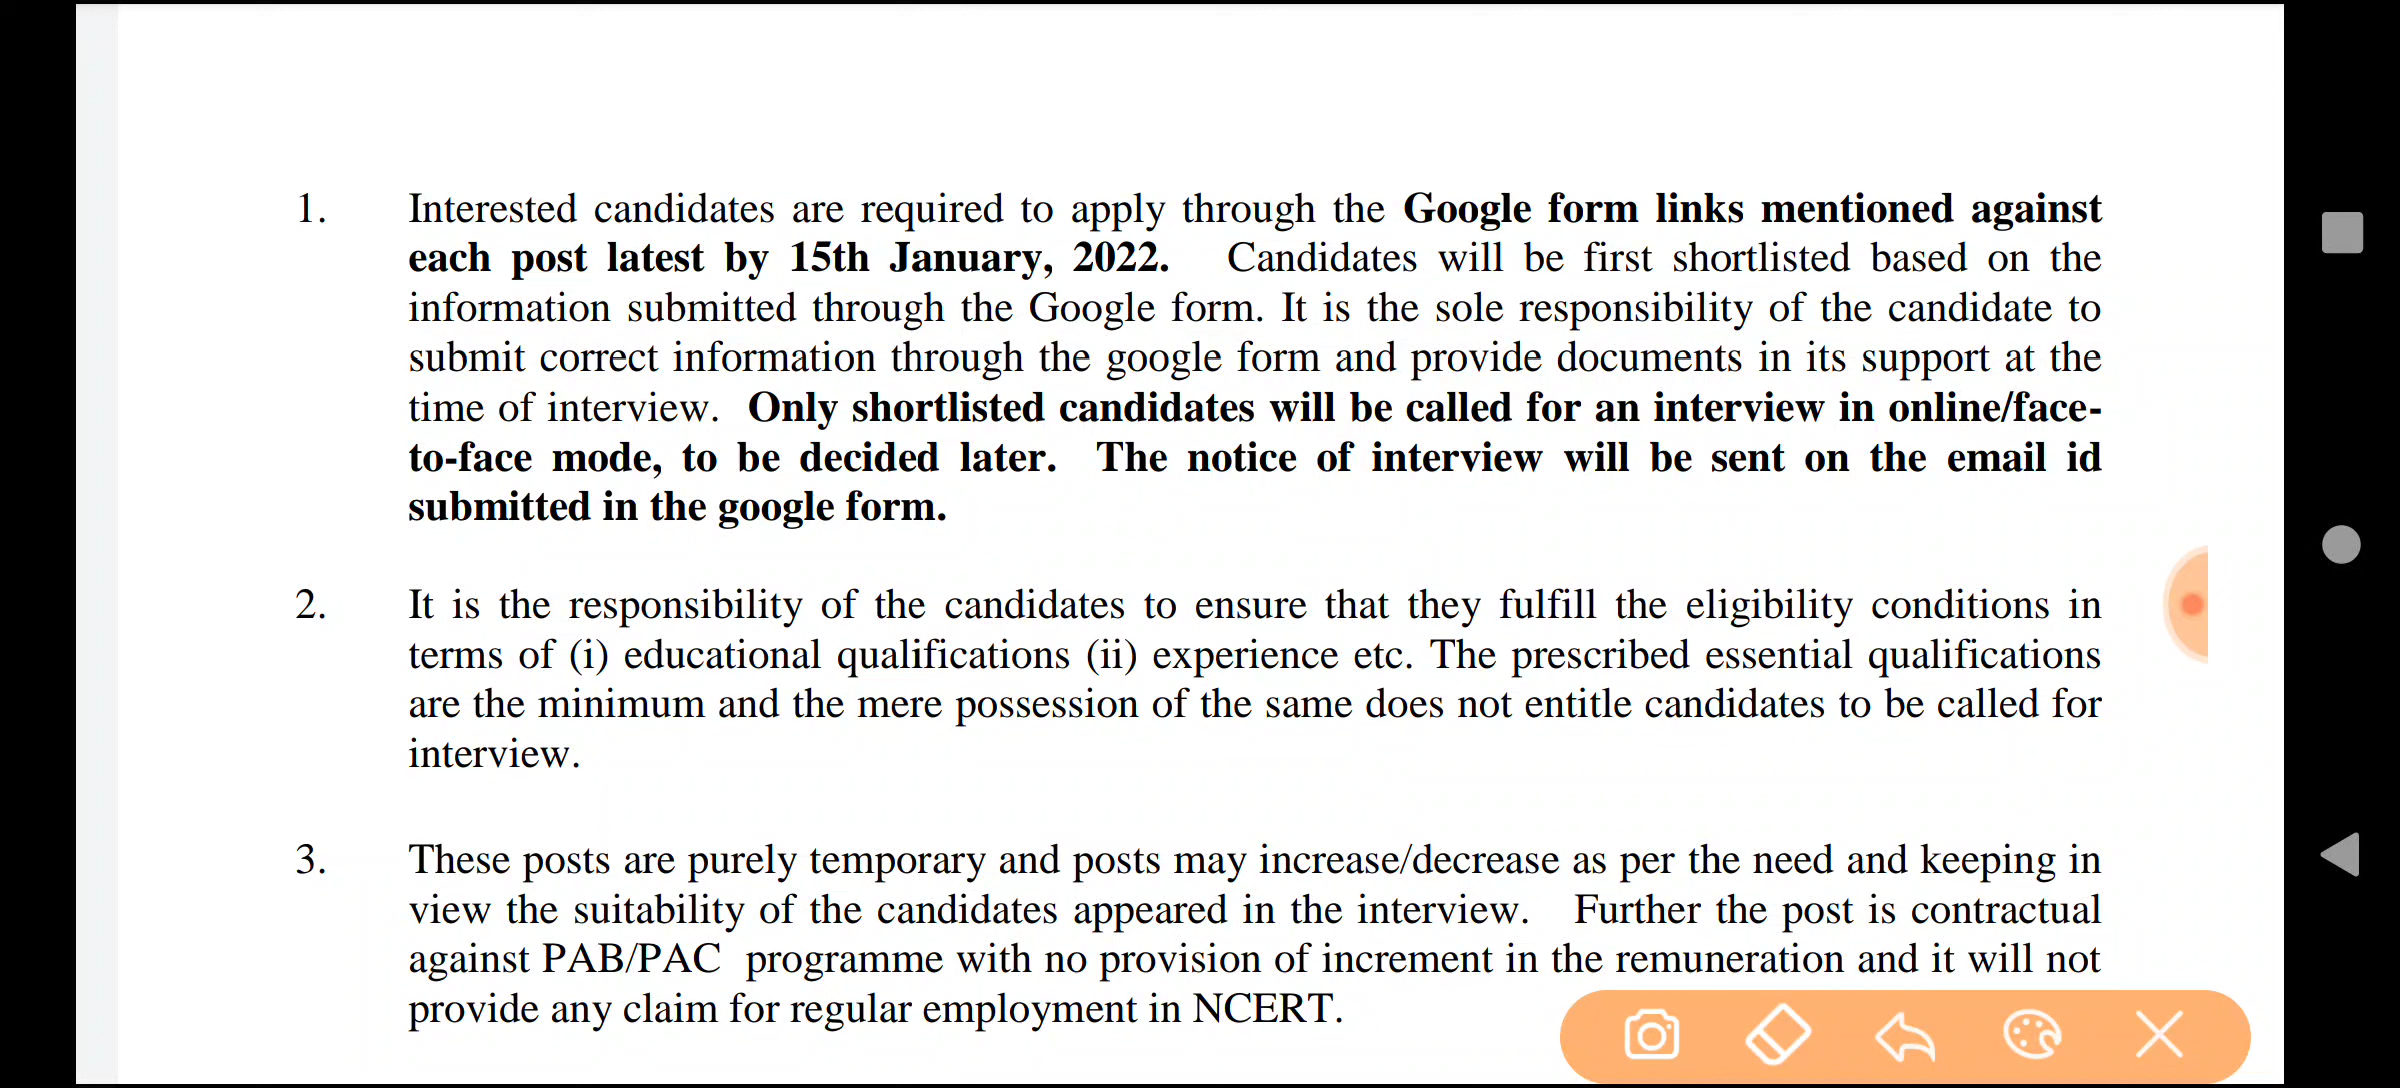 1. Interested candidates are required to apply through the Google form links mentioned against
each post latest by 15th January, 2022. Candidates will be first shortlisted based on the
information submitted through the Google form. It is the sole responsibility of the candidate to
submit correct information through the google form and provide documents in its support at the
time of interview. Only shortlisted candidates will be called for an interview in online/face-
to-face mode, to be decided later. The notice of interview will be sent on the email id
submitted in the google form.
2. It is the responsibility of the candidates to ensure that they fulfill the eligibility conditions in
terms of (i) educational qualifications (ii) experience etc. The prescribed essential qualifications
are the minimum and the mere possession of the same does not entitle candidates to be called for
interview.
3. These posts are purely temporary and posts may increase/decrease as per the need and keeping in
view the suitability of the candidates appeared in the interview. Further the post is contractual
against PAB/PAC programme with no provision of increment in the remuneration and it will not
provide any claim for regular employment in NCERT.